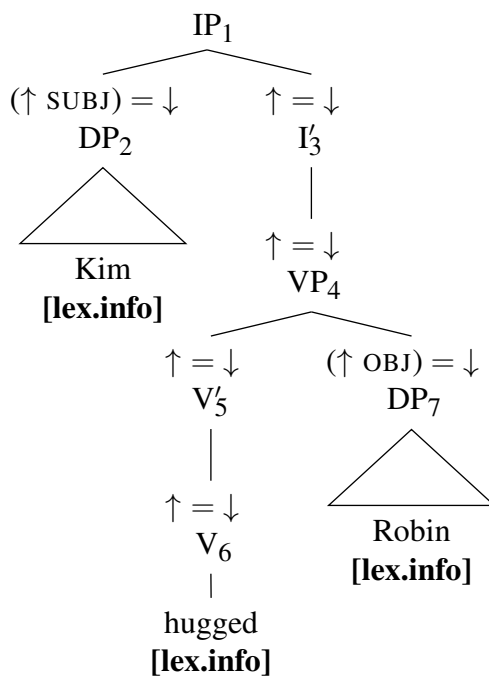 IP₁
(↑ SUBJ) = ↓ ↑ = ↓
DP₂ I′₃
↑ = ↓
Kim VP₄
[lex.info]
↑ = ↓ (↑ OBJ) = ↓
V′₅ DP₇
↑ = ↓
V₆ Robin
[lex.info]
hugged
[lex.info]